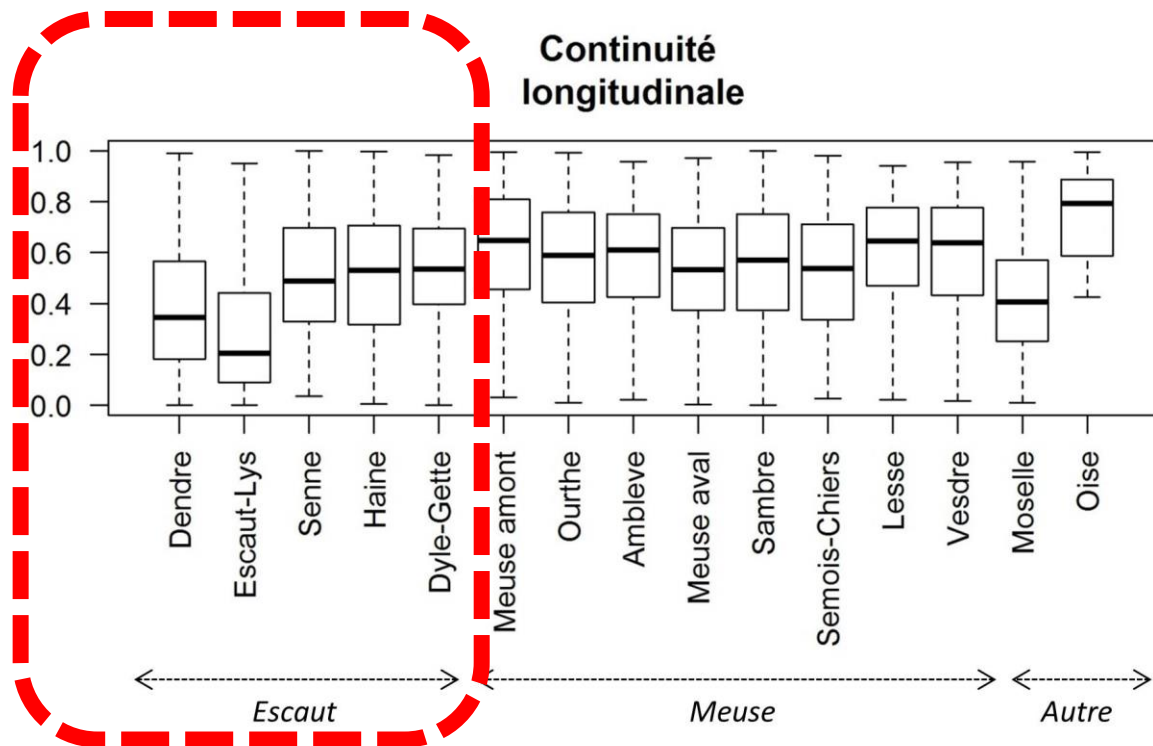 Continuité
longitudinale
1.0
0.8
0.6
0.4
0.2
0.0
Dendre
Escaut-Lys
Senne
Haine
Dyle-Gette
Meuse amont
Ourthe
Ambleve
Meuse aval
Sambre
Semois-Chiers
Lessse
Vesdre
Moselle
Oise
Escaut
Meuse
Autre